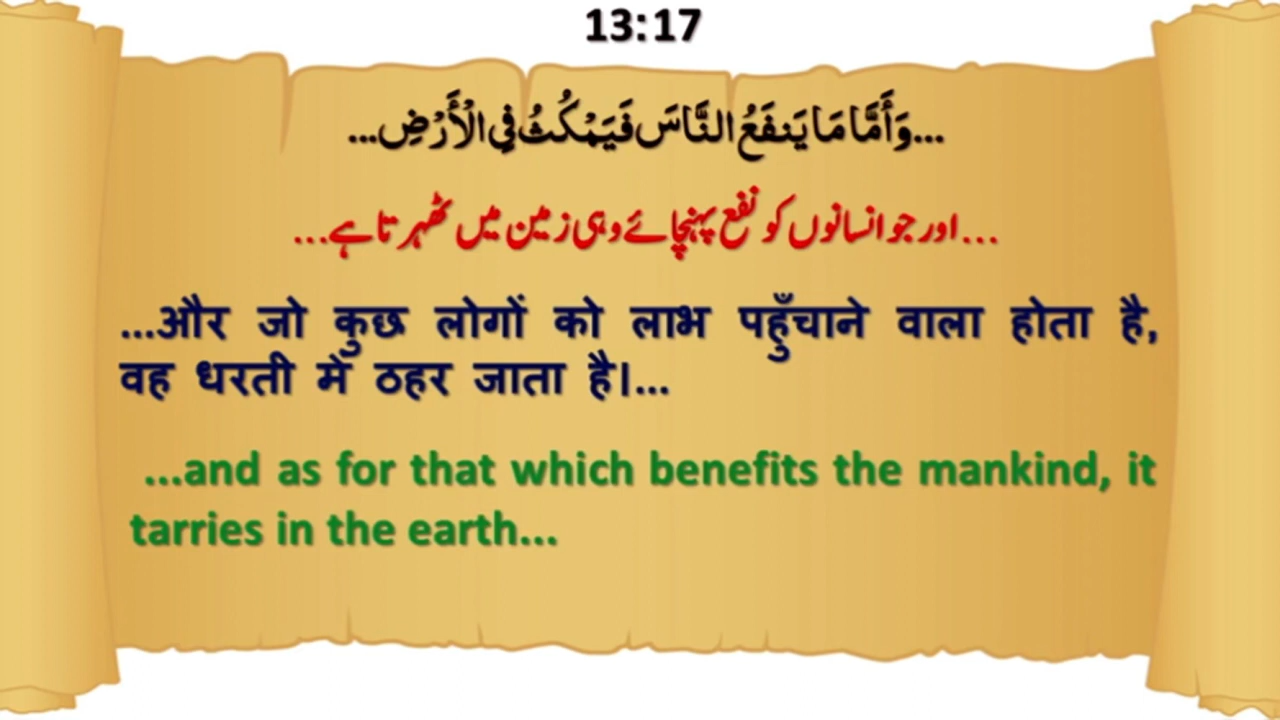 13:17
...وَأَمَّا مَا يَنفَعُ النَّاسَ فَيَمْكُثُ فِي الْأَرْضِ...
...اور جو انسانوں کو نفع پہنچائے وہی زمین میں ٹھہرتا ہے...
...और जो कुछ लोगों को लाभ पहुँचाने वाला होता है,
वह धरती में ठहर जाता है।...
...and as for that which benefits the mankind, it
tarries in the earth...